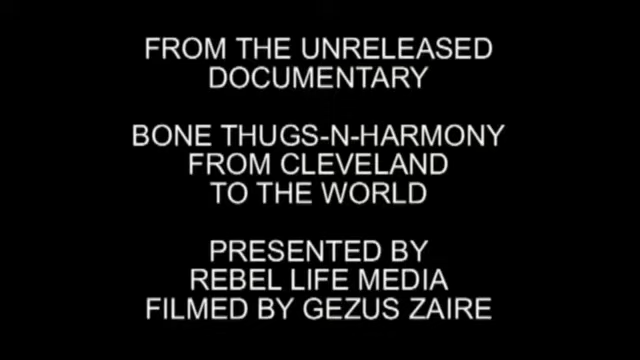 FROM THE UNRELEASED
DOCUMENTARY
BONE THUGS-N-HARMONY
FROM CLEVELAND
TO THE WORLD
PRESENTED BY
REBEL LIFE MEDIA
FILMED BY GEZUS ZAIRE